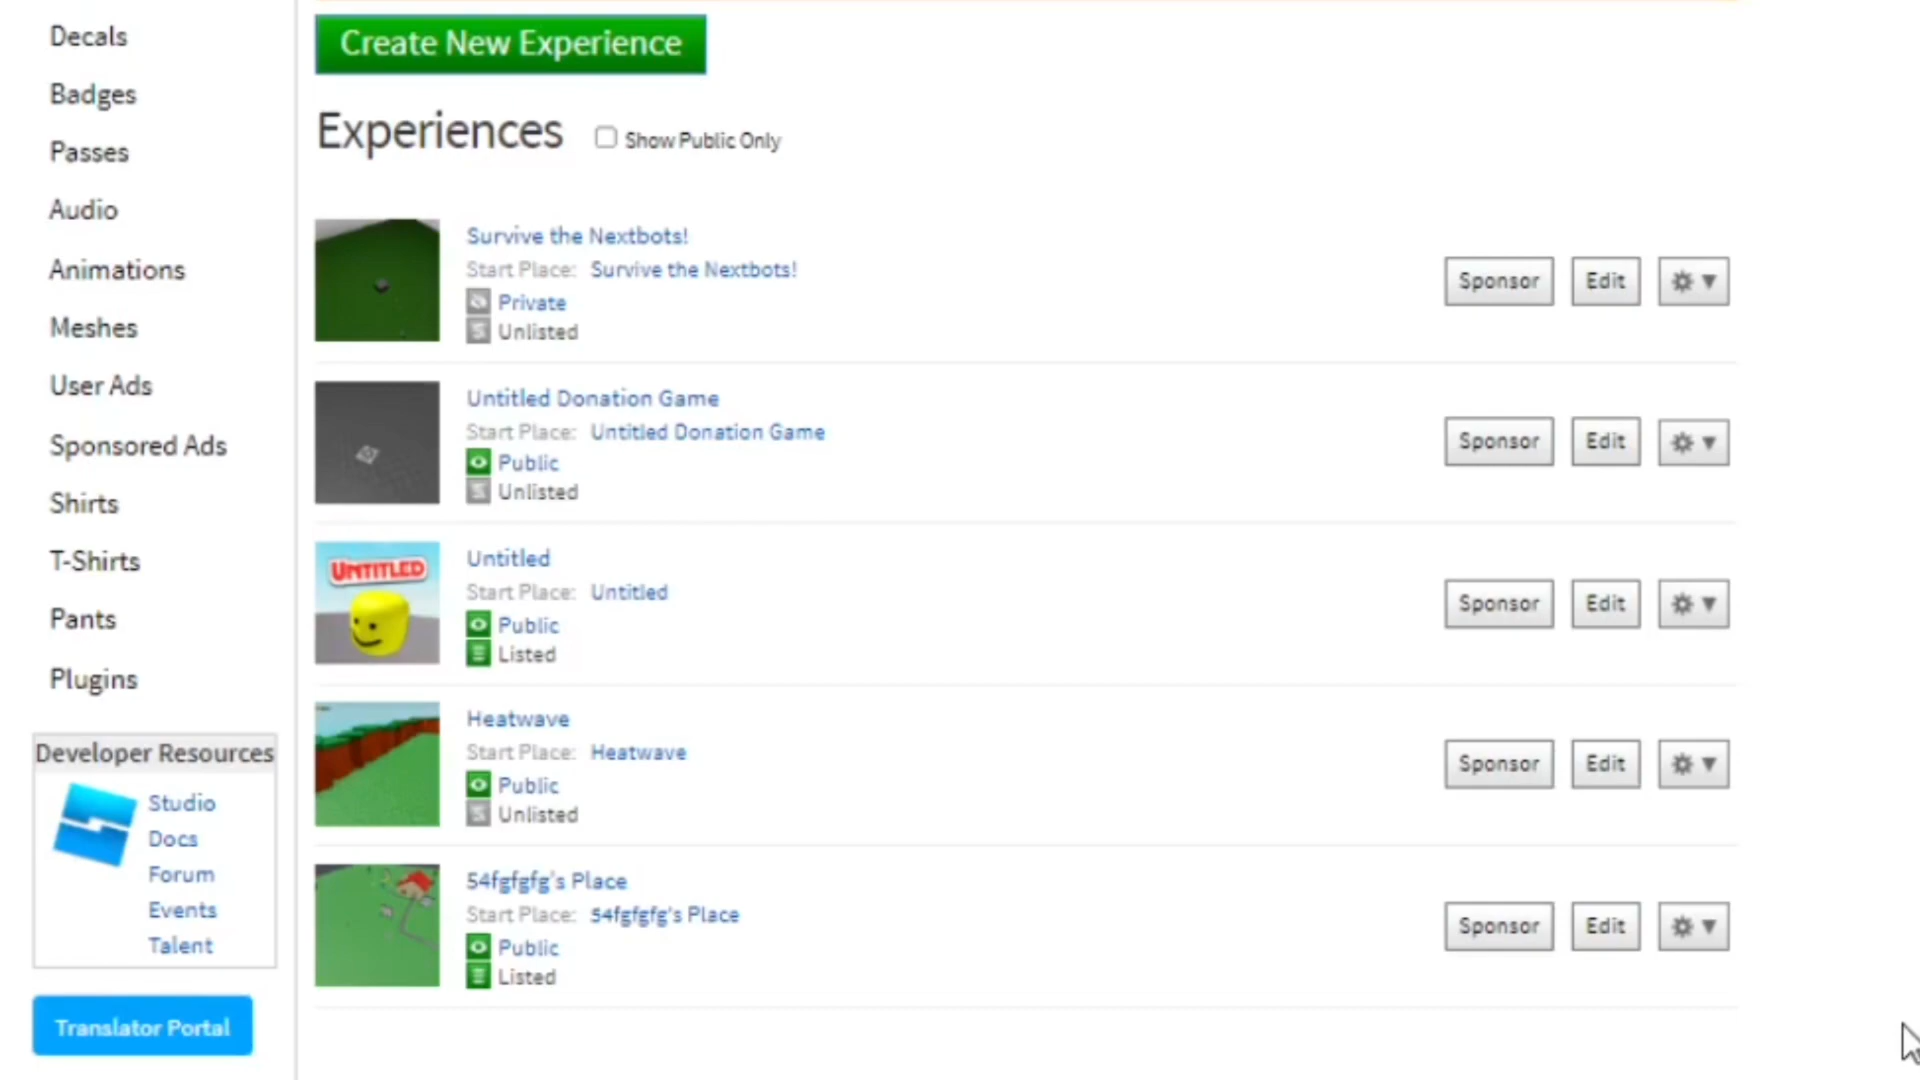 Decals
Badges
Passes
Audio
Animations
Meshes
User Ads
Sponsored Ads
Shirts
T-Shirts
Pants
Plugins
Developer Resources
Studio
Docs
Forum
Events
Talent
Translator Portal
Create New Experience
Experiences Show Public Only
Survive the Nextbots!
Start Place: Survive the Nextbots!
Private
Unlisted
Sponsor Edit
Untitled Donation Game
Start Place: Untitled Donation Game
Public
Unlisted
Sponsor Edit
UNTITLED
Untitled
Start Place: Untitled
Public
Listed
Sponsor Edit
Heatwave
Start Place: Heatwave
Public
Unlisted
Sponsor Edit
54fgfgfg's Place
Start Place: 54fgfgfg's Place
Public
Listed
Sponsor Edit